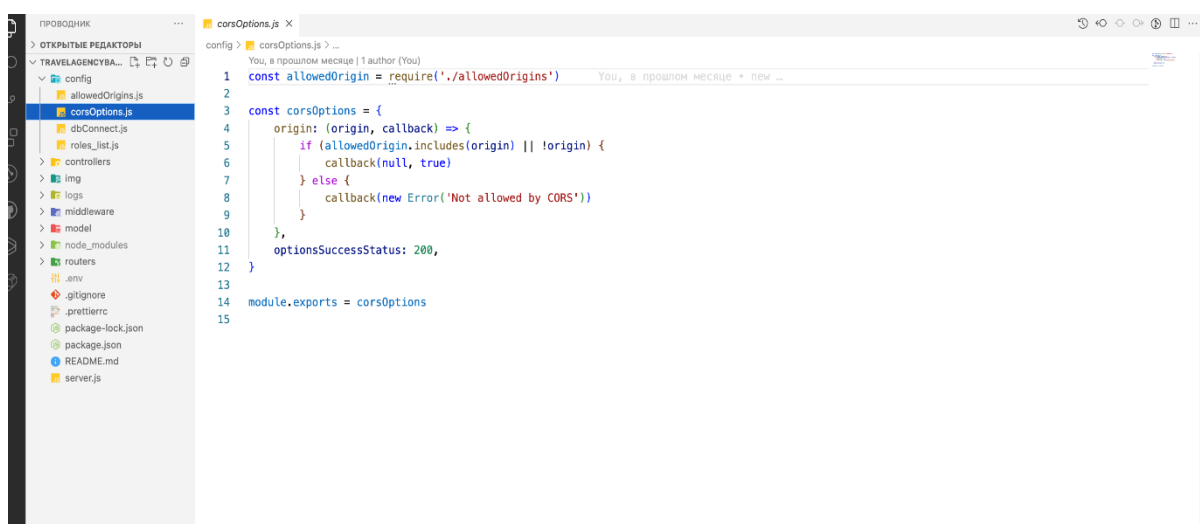 ПРОВОДНИК ...
ОТКРЫТЫЕ РЕДАКТОРЫ
TRAVELAGENCYBA...
config
allowedOrigins.js
corsOptions.js
dbConnect.js
roles_list.js
controllers
img
logs
middleware
model
node_modules
routers
.env
.gitignore
.prettierrc
package-lock.json
package.json
README.md
server.js
corsOptions.js
config > corsOptions.js > ...
You, в прошлом месяце | 1 author (You)
1 const allowedOrigin = require('./allowedOrigins') You, в прошлом месяце • new …
2
3 const corsOptions = {
4 origin: (origin, callback) => {
5 if (allowedOrigin.includes(origin) || !origin) {
6 callback(null, true)
7 } else {
8 callback(new Error('Not allowed by CORS'))
9 }
10 },
11 optionsSuccessStatus: 200,
12 }
13
14 module.exports = corsOptions
15